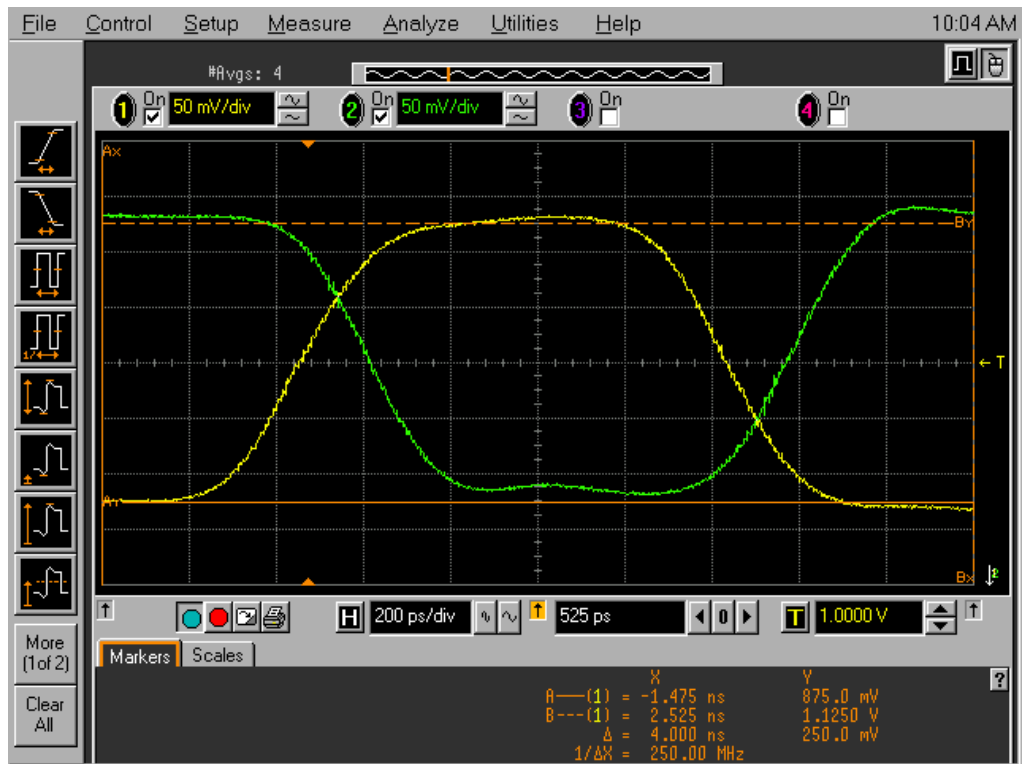 File Control Setup Measure Analyze Utilities Help 10:04 AM
#Avgs: 4
1 On 50 mV/div 2 On 50 mV/div 3 On 4 On
Ax
BY
T
AY
Bx
2
1/
H 200 ps/div 525 ps 0 T 1.0000 V
More
(1of 2)
Clear
All
Markers Scales
?
X Y
A——(1) = -1.475 ns 875.0 mV
B---(1) = 2.525 ns 1.1250 V
Δ = 4.000 ns 250.0 mV
1/ΔX = 250.00 MHz